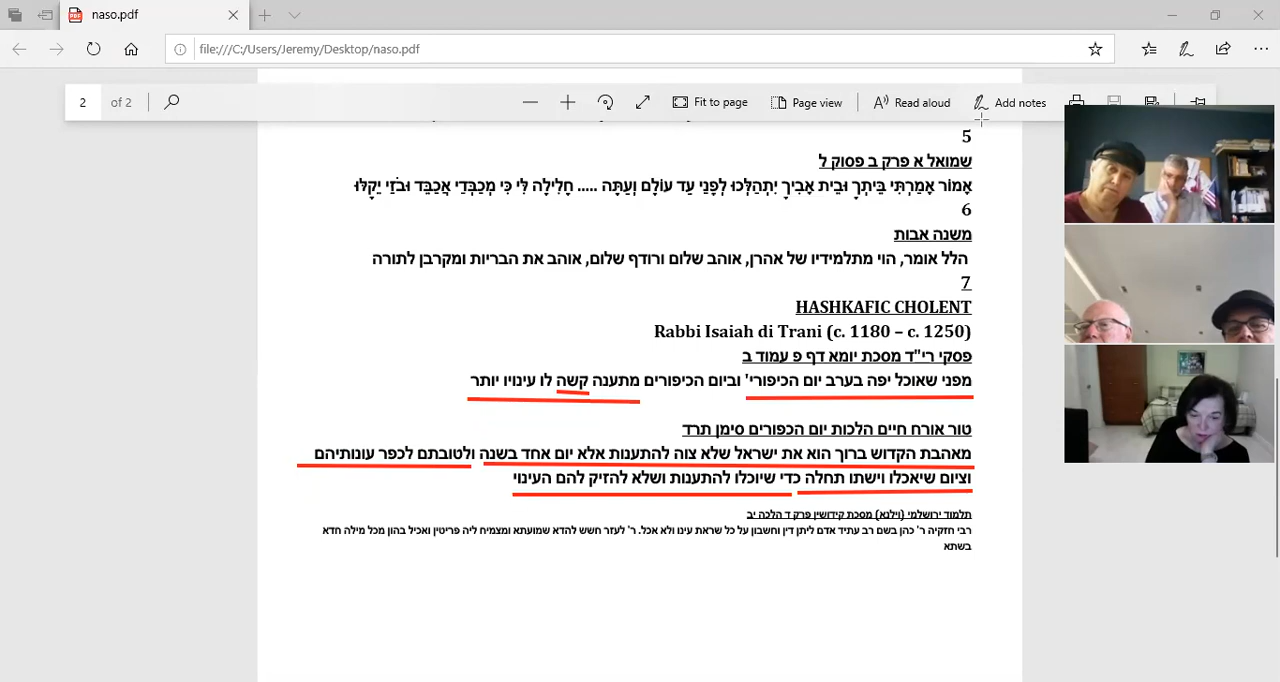 naso.pdf
file:///C:/Users/Jeremy/Desktop/naso.pdf
2 of 2 Fit to page Page view Read aloud Add notes
5
שמואל א פרק ב פסוק ל
אָמוֹר אָמַרְתִּי בֵּיתְךָ וּבֵית אָבִיךָ יִתְהַלְּכוּ לְפָנַי עַד עוֹלָם וְעַתָּה ..... חָלִילָה לִּי כִּי מְכַבְּדַי אֲכַבֵּד וּבֹזַי יֵקָלּוּ
6
משנה אבות
הלל אומר, הוי מתלמידיו של אהרן, אוהב שלום ורודף שלום, אוהב את הבריות ומקרבן לתורה
7
HASHKAFIC CHOLENT
Rabbi Isaiah di Trani (c. 1180 – c. 1250)
פסקי רי"ד מסכת יומא דף פ עמוד ב
מפני שאוכל יפה בערב יום הכיפורי' וביום הכיפורים מתענה קשה לו עינויו יותר
טור אורח חיים הלכות יום הכפורים סימן תרד
מאהבת הקדוש ברוך הוא את ישראל שלא צוה להתענות אלא יום אחד בשנה ולטובתם לכפר עונותיהם
וציום שיאכלו וישתו תחלה כדי שיוכלו להתענות ושלא להזיק להם העינוי
תלמוד ירושלמי (וילנא) מסכת קידושין פרק ד הלכה יב
רבי חזקיה ר' כהן בשם רב עתיד אדם ליתן דין וחשבון על כל שראת עינו ולא אכל. ר' לעזר חשש להדא שמועתא ומצמיח ליה פריטין ואכיל בהון מכל מילה חדא
בשתא